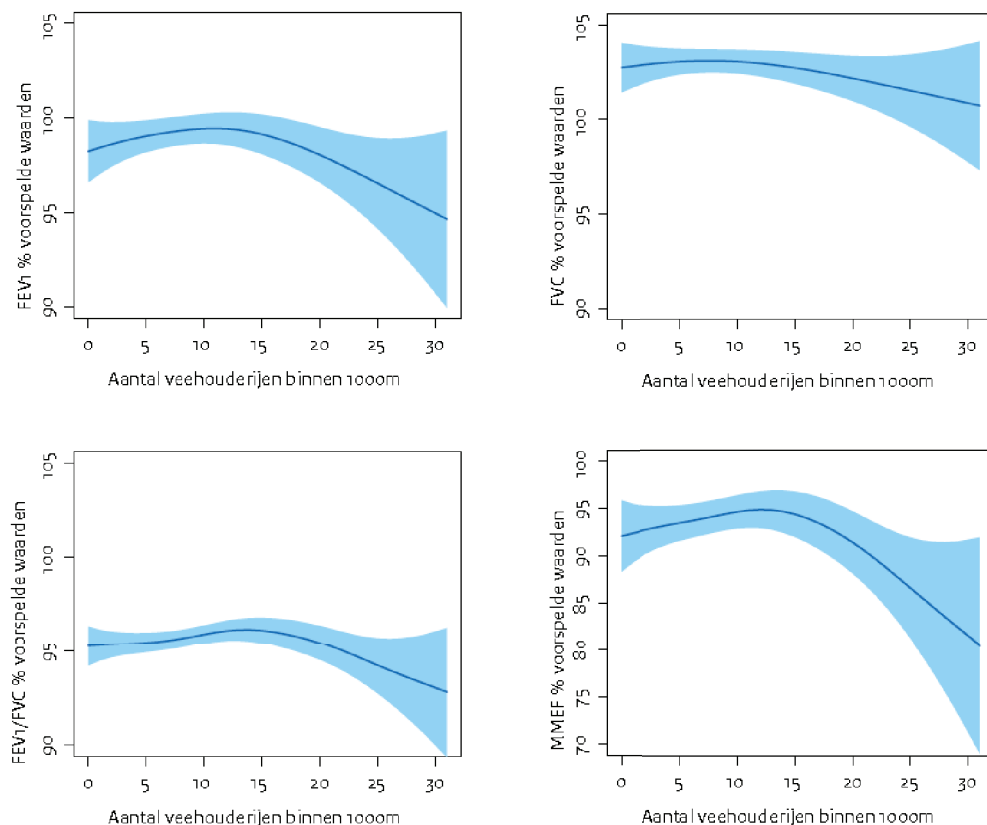 FEV1 % voorspelde waarden
105
100
95
90
0 5 10 15 20 25 30
Aantal veehouderijen binnen 1000m
FVC % voorspelde waarden
105
100
95
90
0 5 10 15 20 25 30
Aantal veehouderijen binnen 1000m
FEV1/FVC % voorspelde waarden
105
100
95
90
0 5 10 15 20 25 30
Aantal veehouderijen binnen 1000m
MMEF % voorspelde waarden
100
95
90
85
80
75
70
0 5 10 15 20 25 30
Aantal veehouderijen binnen 1000m